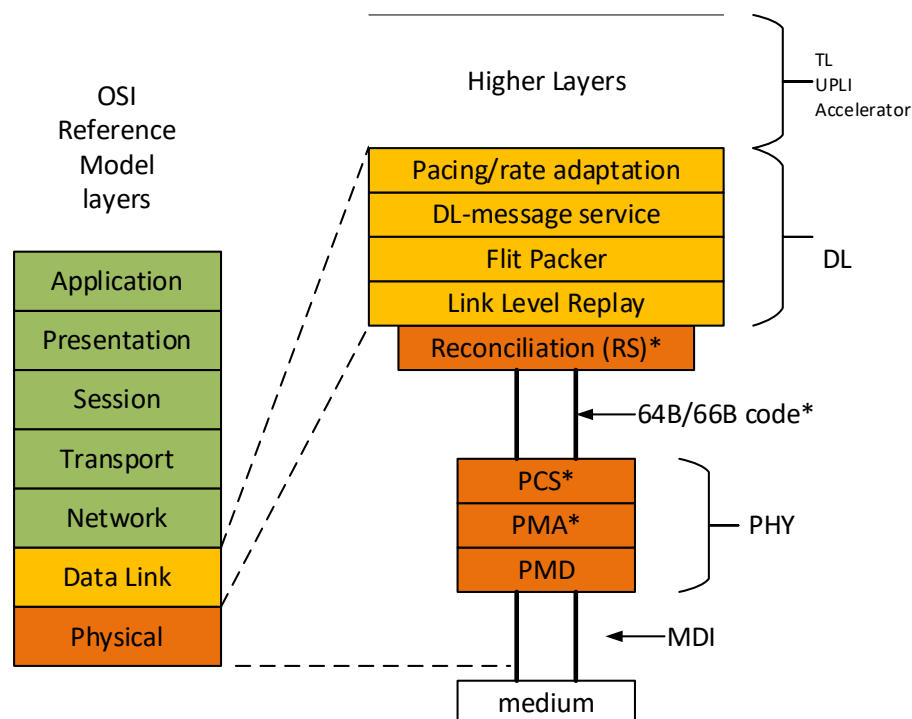 OSI
Reference
Model
layers
Application
Presentation
Session
Transport
Network
Data Link
Physical
Higher Layers
TL
UPLI
Accelerator
Pacing/rate adaptation
DL-message service
Flit Packer
Link Level Replay
DL
Reconciliation (RS)*
64B/66B code*
PCS*
PMA*
PMD
PHY
MDI
medium